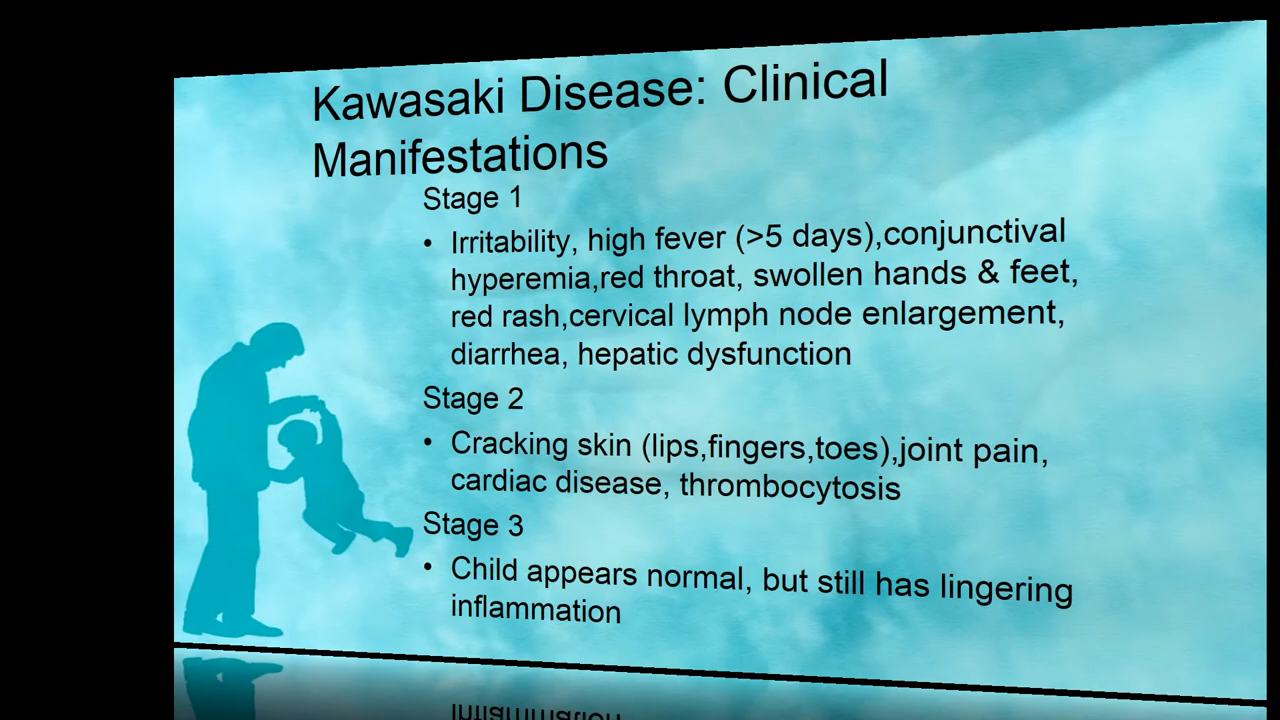 Kawasaki Disease: Clinical
Manifestations
Stage 1
• Irritability, high fever (>5 days),conjunctival
hyperemia,red throat, swollen hands & feet,
red rash,cervical lymph node enlargement,
diarrhea, hepatic dysfunction
Stage 2
• Cracking skin (lips,fingers,toes),joint pain,
cardiac disease, thrombocytosis
Stage 3
• Child appears normal, but still has lingering
inflammation